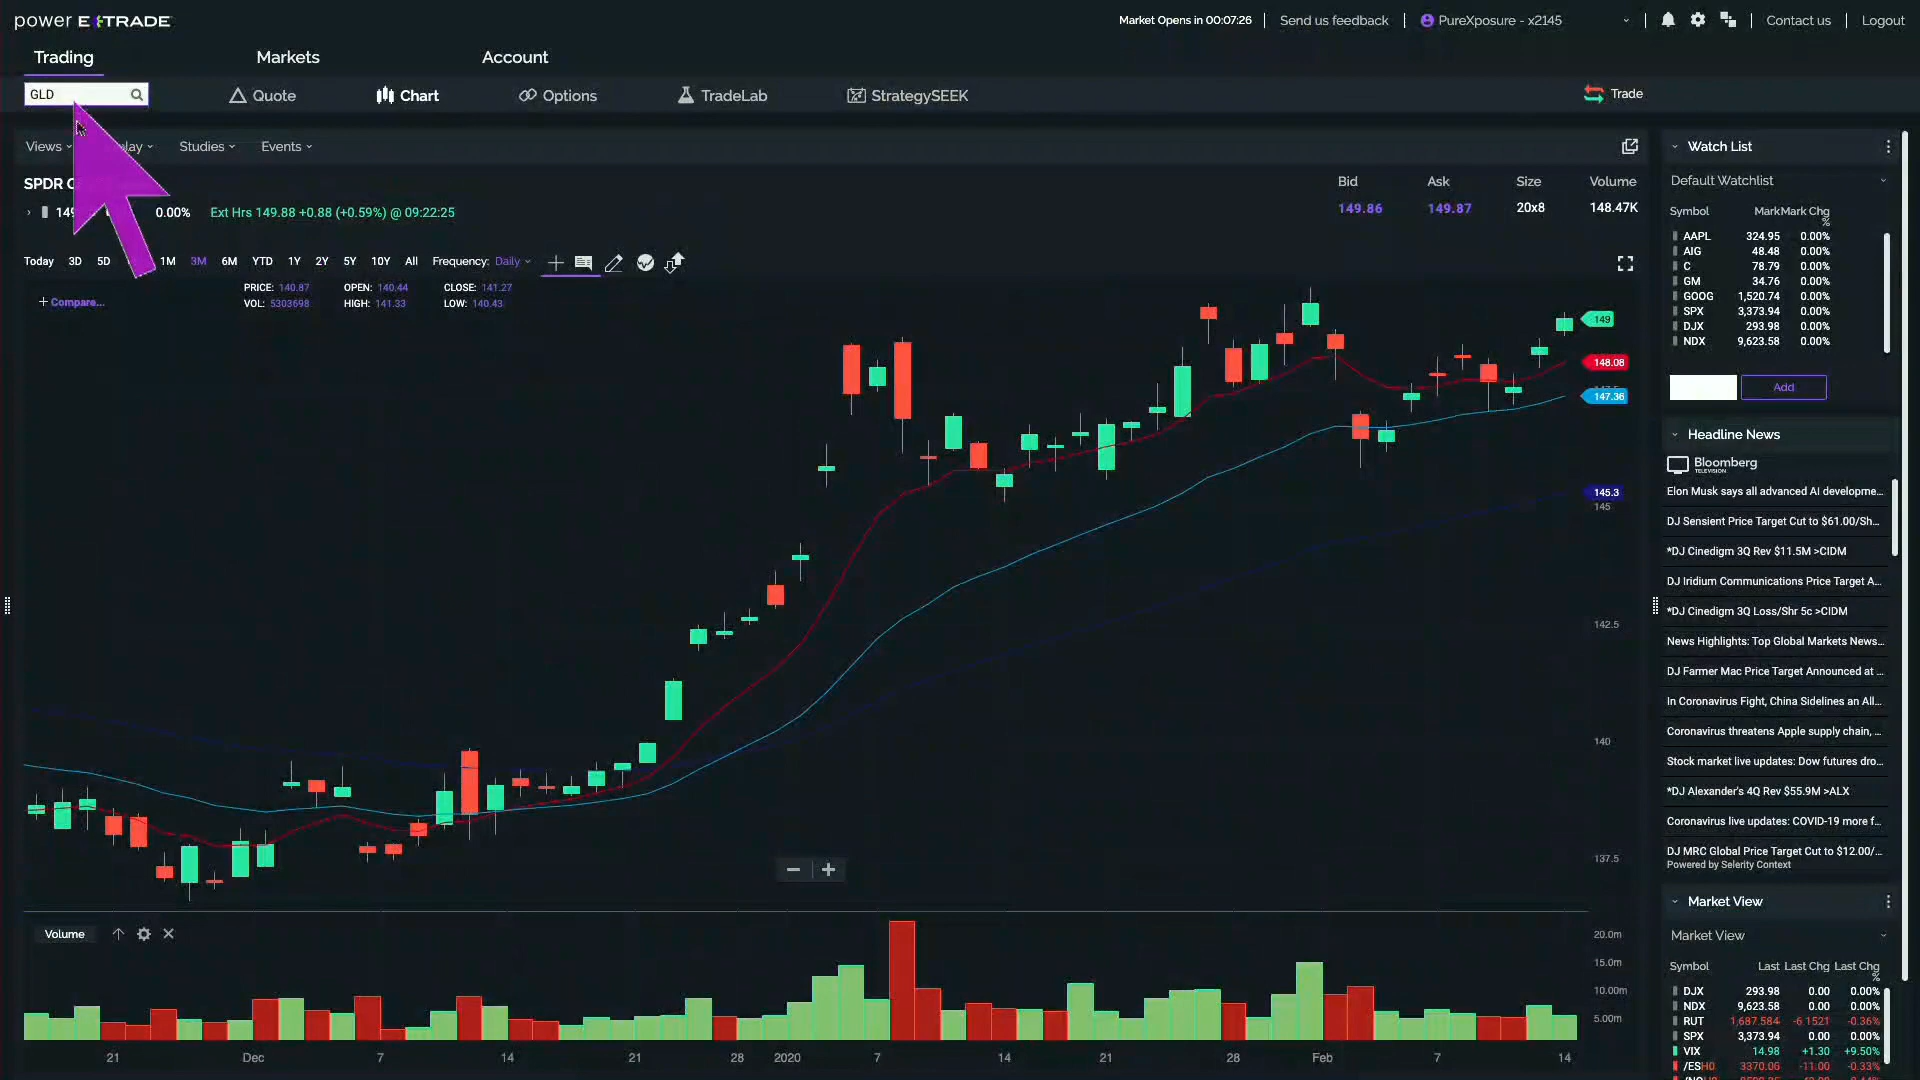 power E*TRADE
Market Opens in 00:07:26
Send us feedback
PureXposure - x2145
Contact us
Logout
Trading
Markets
Account
GLD
Quote
Chart
Options
TradeLab
StrategySEEK
Trade
Views
Studies
Events
SPDR
0.00%
Ext Hrs 149.88 +0.88 (+0.59%) @ 09:22:25
Bid Ask Size Volume
149.86 149.87 20x8 148.47K
Today 3D 5D 1M 3M 6M YTD 1Y 2Y 5Y 10Y All Frequency: Daily
+ Compare...
PRICE: 140.87 OPEN: 140.44 CLOSE: 141.27
VOL: 5303698 HIGH: 141.33 LOW: 140.43
149
148.08
147.36
145.3
145
142.5
140
137.5
Volume
20.0m
15.0m
10.00m
5.00m
21 Dec 7 14 21 28 2020 7 14 21 28 Feb 7 14
Watch List
Default Watchlist
Symbol Mark Mark Chg %
AAPL 324.95 0.00%
AIG 48.48 0.00%
C 78.79 0.00%
GM 34.76 0.00%
GOOG 1,520.74 0.00%
SPX 3,373.94 0.00%
DJX 293.98 0.00%
NDX 9,623.58 0.00%
Add
Headline News
Bloomberg
TELEVISION
Elon Musk says all advanced AI developme...
DJ Sensient Price Target Cut to $61.00/Sh...
*DJ Cinedigm 3Q Rev $11.5M >CIDM
DJ Iridium Communications Price Target A...
*DJ Cinedigm 3Q Loss/Shr 5c >CIDM
News Highlights: Top Global Markets News...
DJ Farmer Mac Price Target Announced at ...
In Coronavirus Fight, China Sidelines an All...
Coronavirus threatens Apple supply chain, ...
Stock market live updates: Dow futures dro...
*DJ Alexander's 4Q Rev $55.9M >ALX
Coronavirus live updates: COVID-19 more f...
DJ MRC Global Price Target Cut to $12.00/...
Powered by Selerity Context
Market View
Market View
Symbol Last Last Chg Last Chg %
DJX 293.98 0.00 0.00%
NDX 9,623.58 0.00 0.00%
RUT 1,687.584 -6.1521 -0.36%
SPX 3,373.94 0.00 0.00%
VIX 14.98 +1.30 +9.50%
/ESH0 3370.00 -11.00 -0.33%